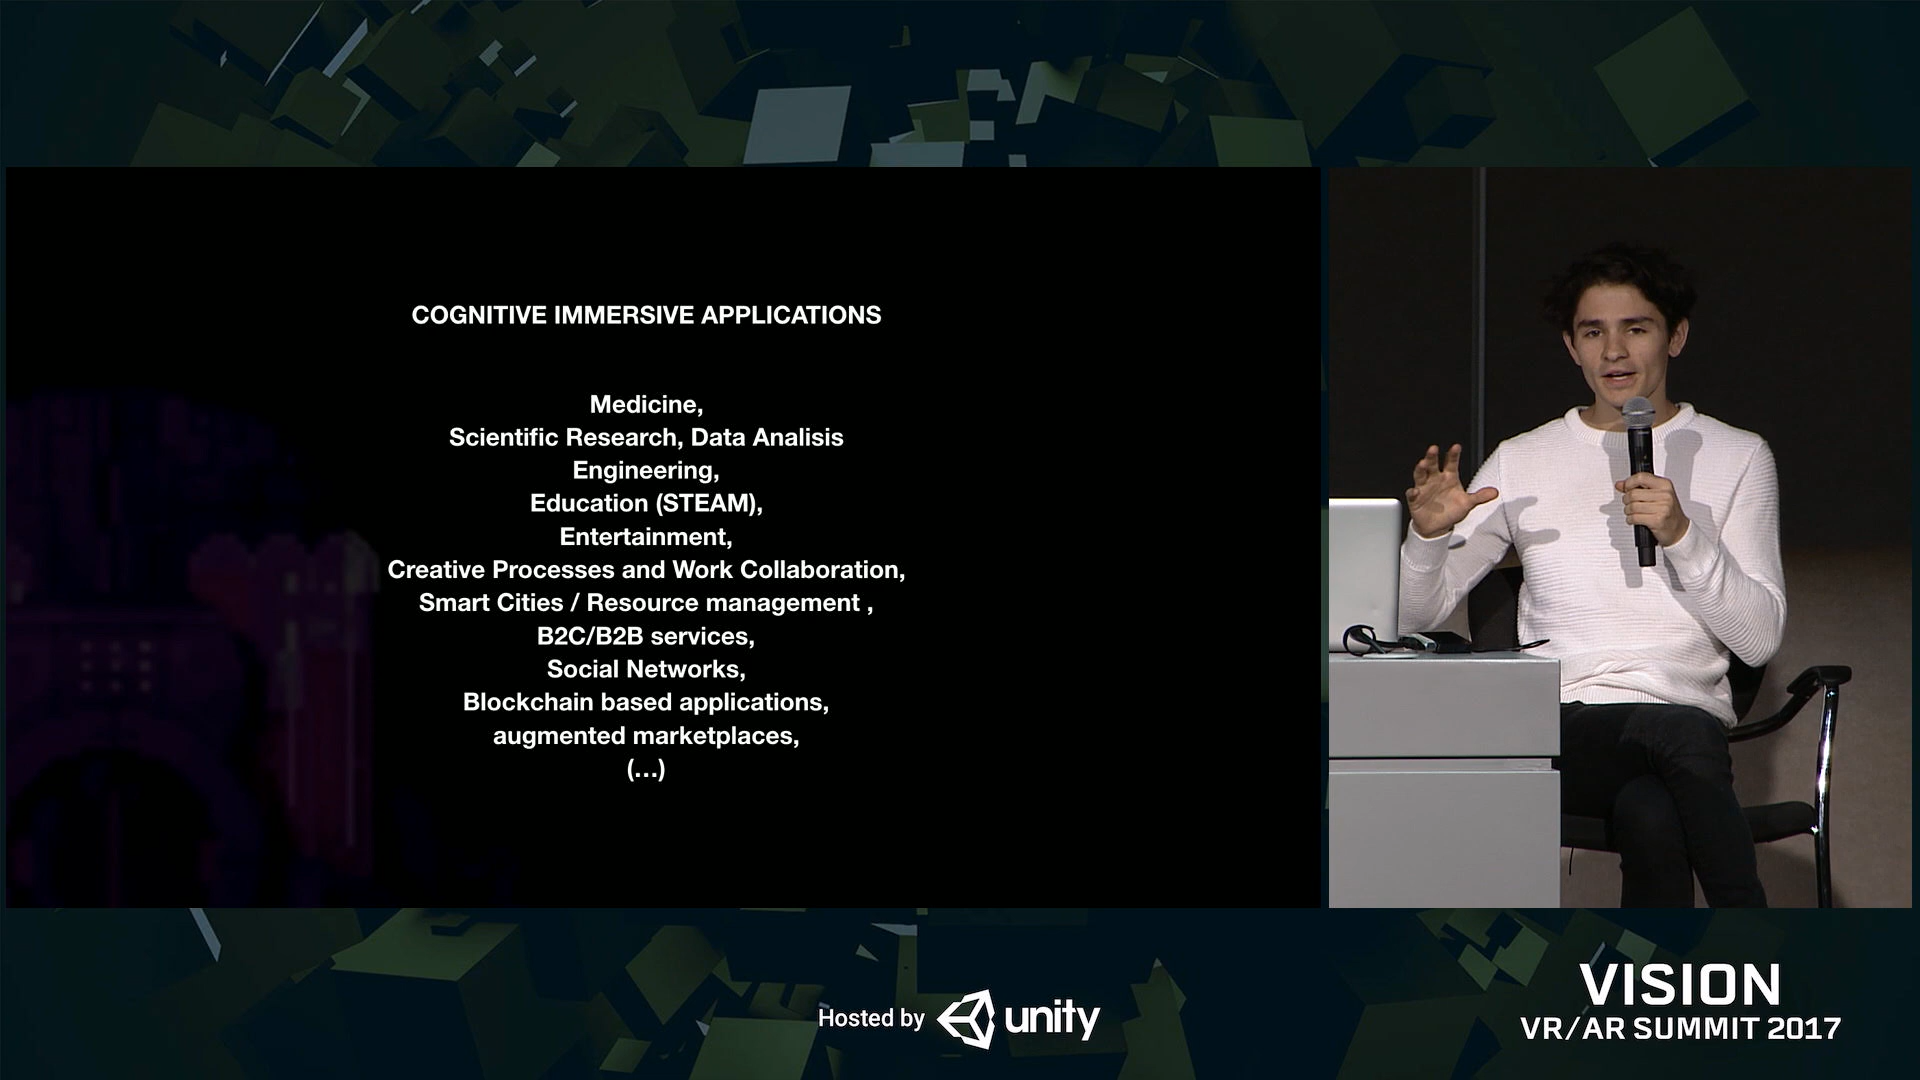 COGNITIVE IMMERSIVE APPLICATIONS
Medicine,
Scientific Research, Data Analisis
Engineering,
Education (STEAM),
Entertainment,
Creative Processes and Work Collaboration,
Smart Cities / Resource management ,
B2C/B2B services,
Social Networks,
Blockchain based applications,
augmented marketplaces,
(...)
Hosted by unity
VISION
VR/AR SUMMIT 2017